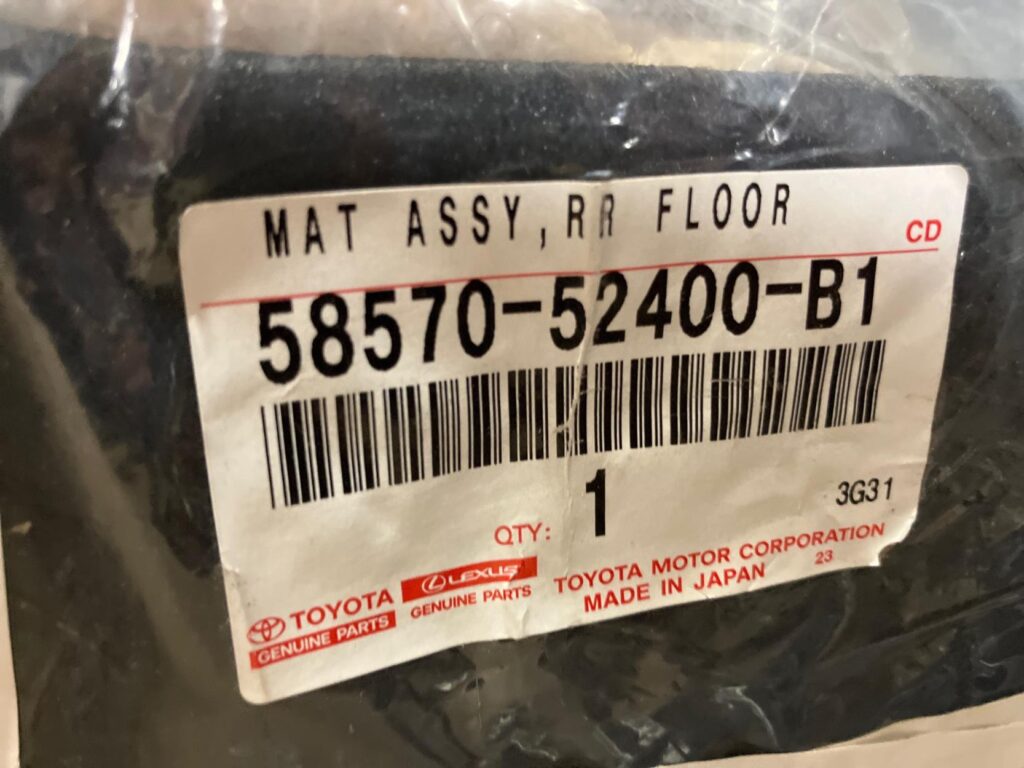 MAT ASSY,RR FLOOR
CD
58570-52400-B1
QTY: 1
3G31
TOYOTA
GENUINE PARTS
LEXUS
GENUINE PARTS
TOYOTA MOTOR CORPORATION
MADE IN JAPAN
23